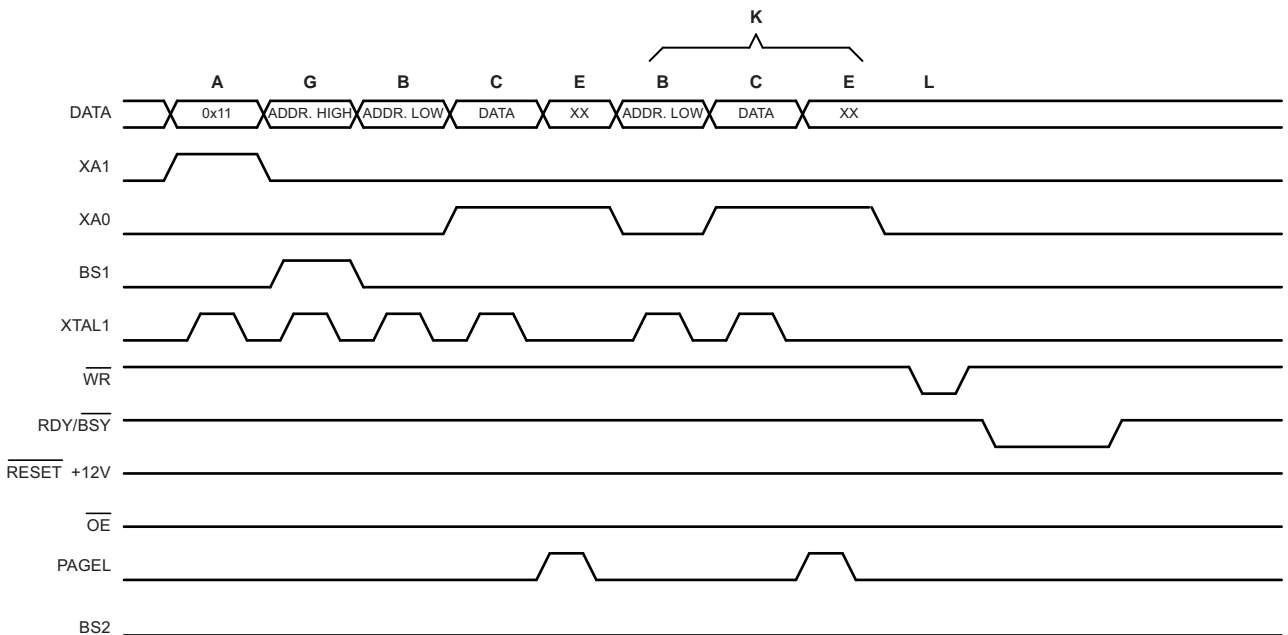 K
A G B C E B C E L
DATA 0x11 ADDR. HIGH ADDR. LOW DATA XX ADDR. LOW DATA XX
XA1
XA0
BS1
XTAL1
WR
RDY/BSY
RESET +12V
OE
PAGEL
BS2